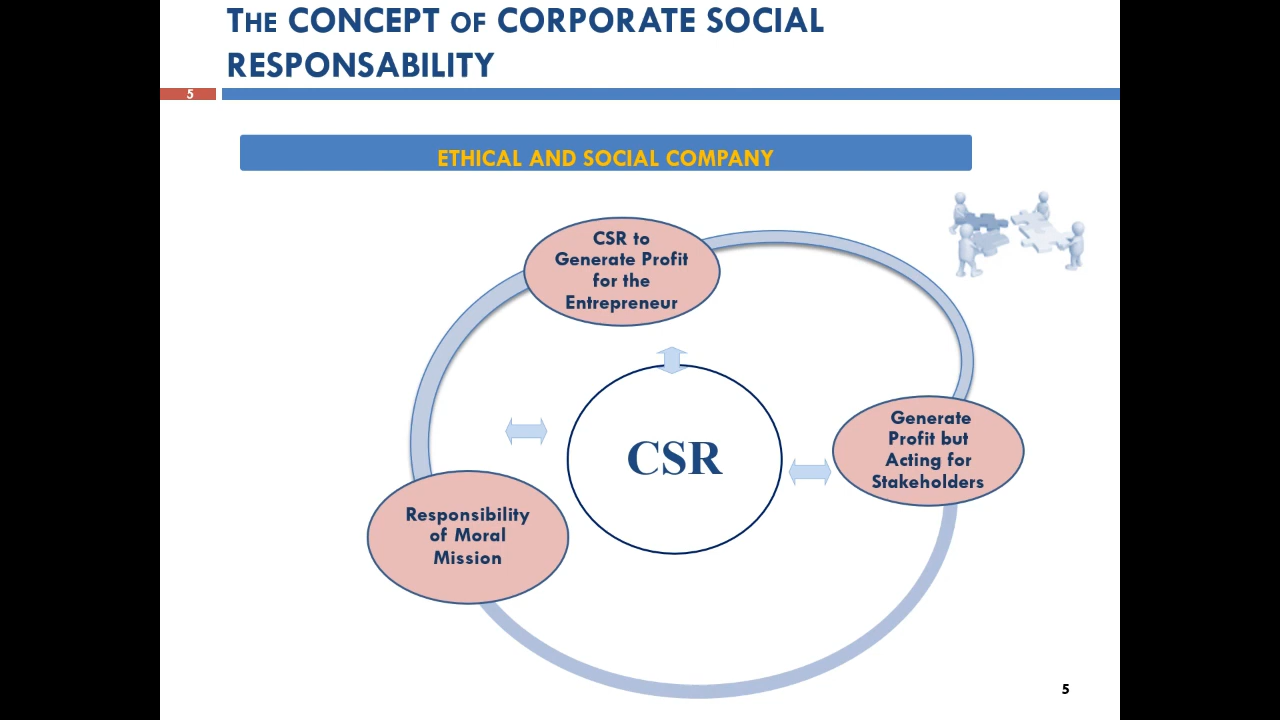 THE CONCEPT OF CORPORATE SOCIAL
RESPONSABILITY
5
ETHICAL AND SOCIAL COMPANY
CSR to
Generate Profit
for the
Entrepreneur
Generate
Profit but
Acting for
Stakeholders
CSR
Responsibility
of Moral
Mission
5